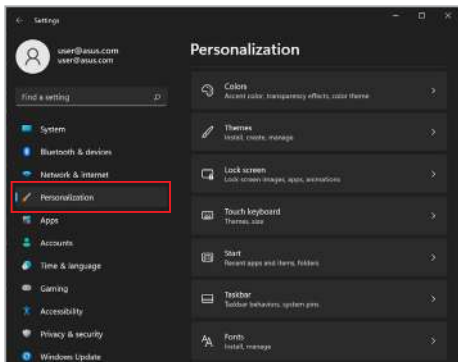 Settings
user@asus.com
user@asus.com
Find a setting
System
Bluetooth & devices
Network & internet
Personalization
Apps
Accounts
Time & language
Gaming
Accessibility
Privacy & security
Windows Update
Personalization
Colors
Accent color, transparency effects, color theme
Themes
Install, create, manage
Lock screen
Lock screen images, apps, animations
Touch keyboard
Themes, size
Start
Recent apps and items, folders
Taskbar
Taskbar behaviors, system pins
Fonts
Install, manage